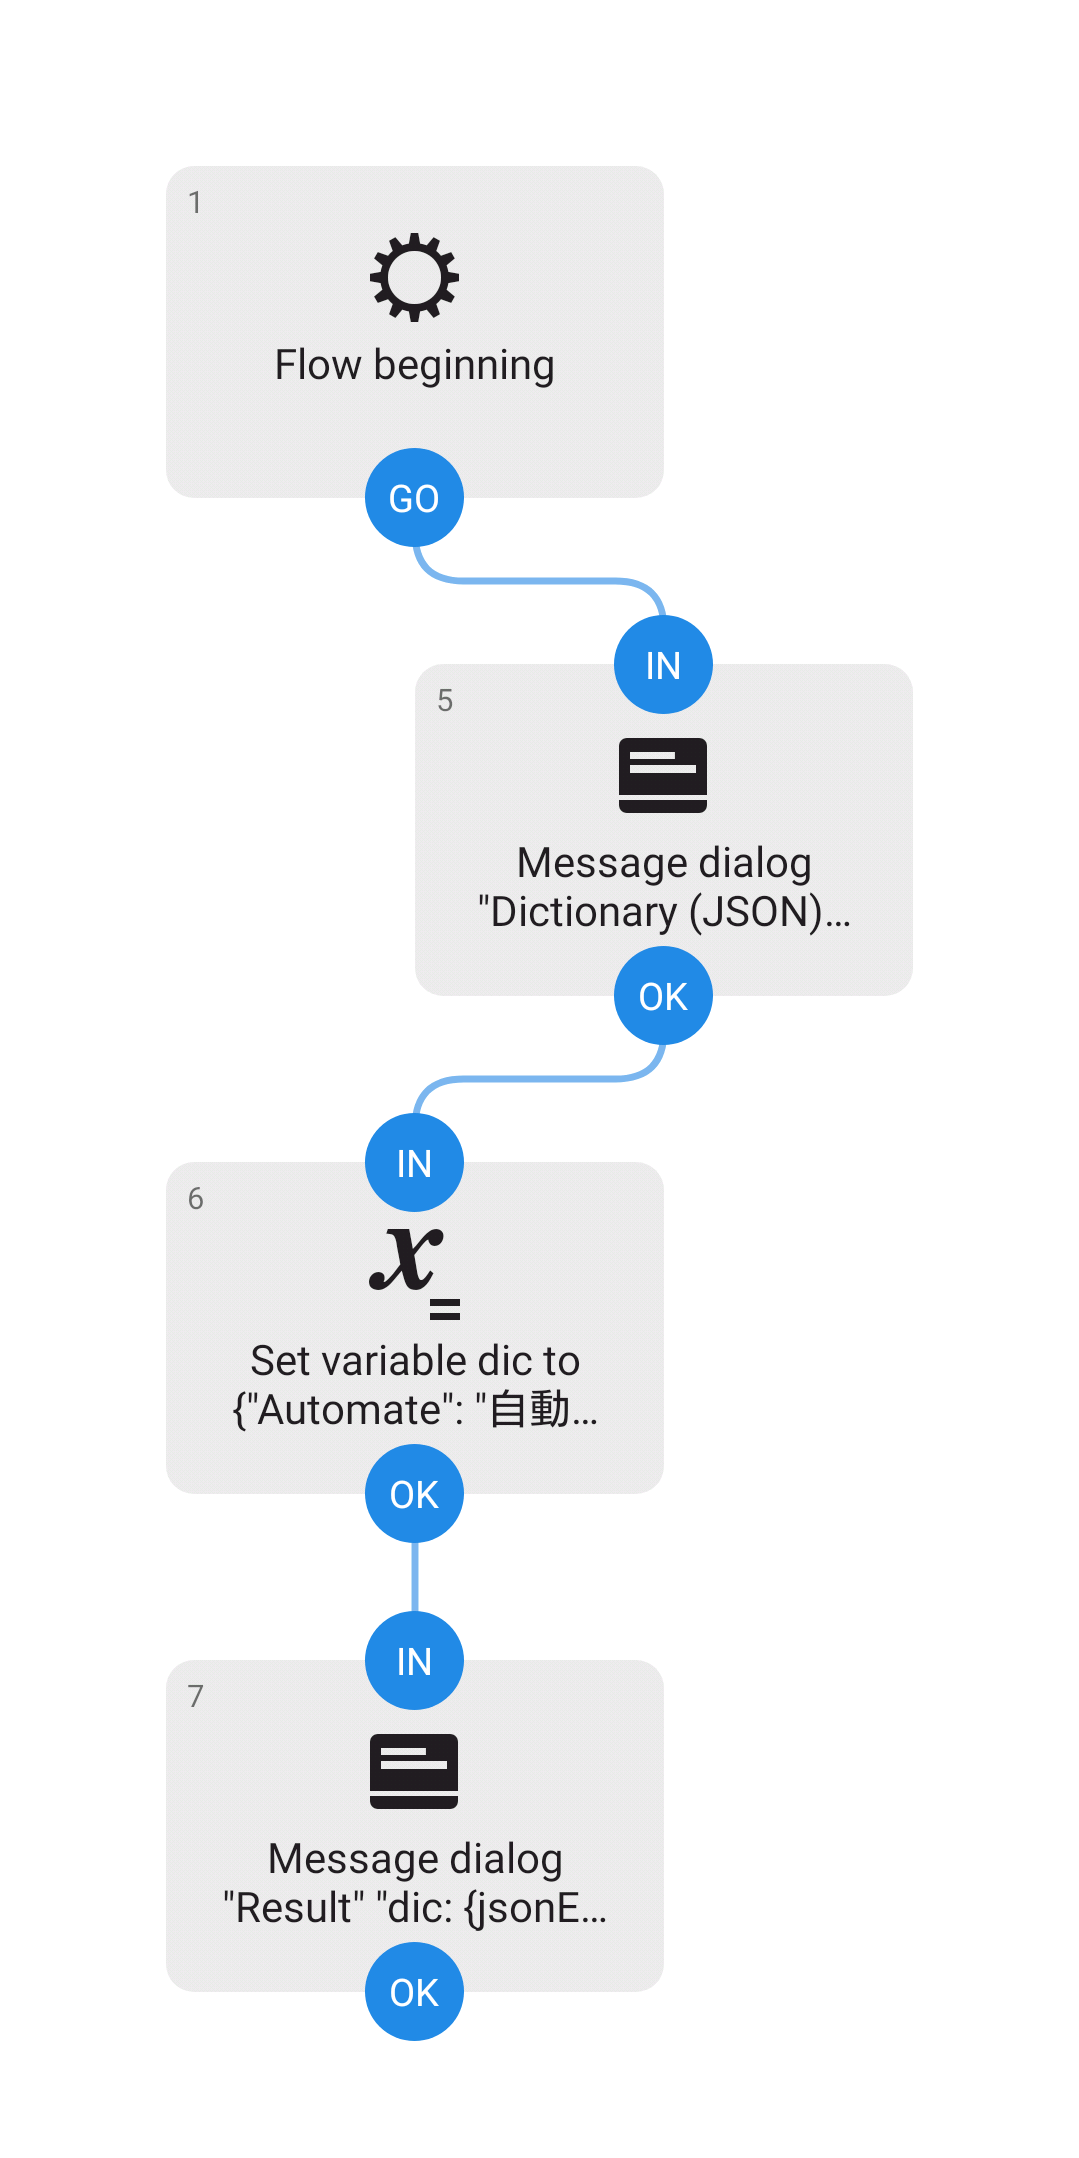 1
Flow beginning
GO
IN
5
Message dialog
"Dictionary (JSON)…
OK
IN
6
x
=
Set variable dic to
{"Automate": "自動…
OK
IN
7
Message dialog
"Result" "dic: {jsonE…
OK